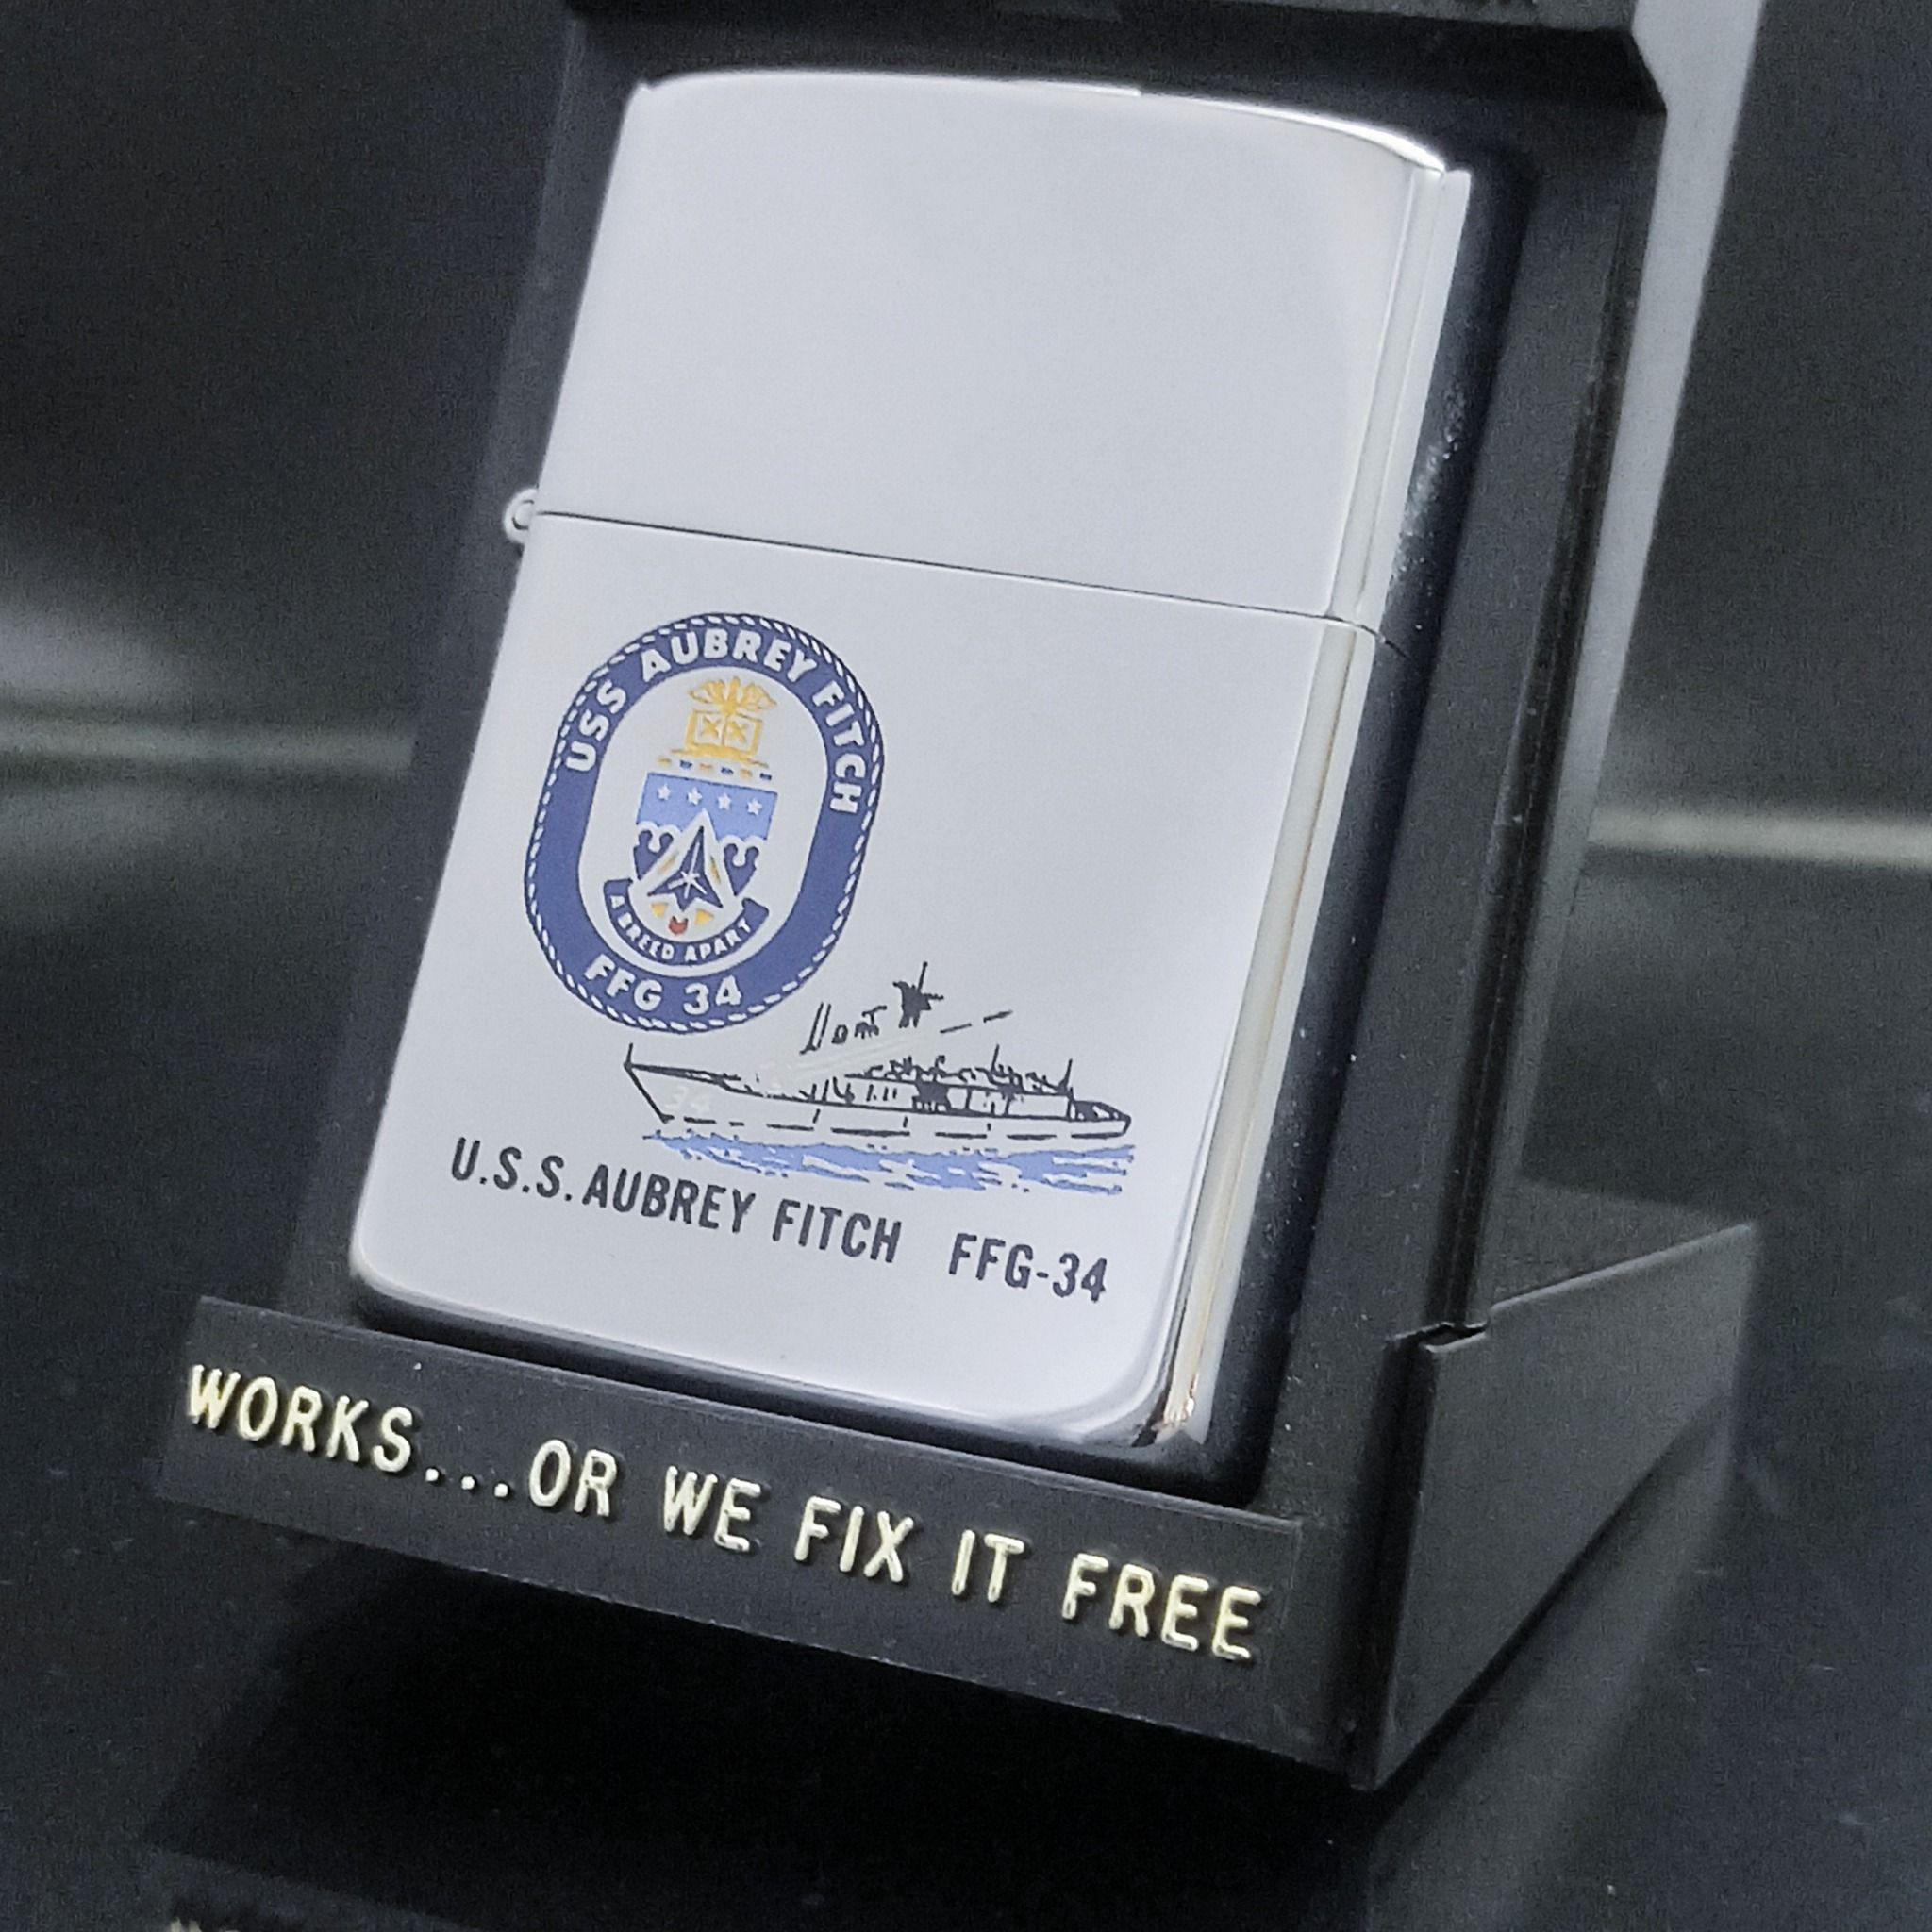 USS AUBREY FITCH
A BREED APART
FFG 34
34
U.S.S. AUBREY FITCH FFG-34
WORKS...OR WE FIX IT FREE